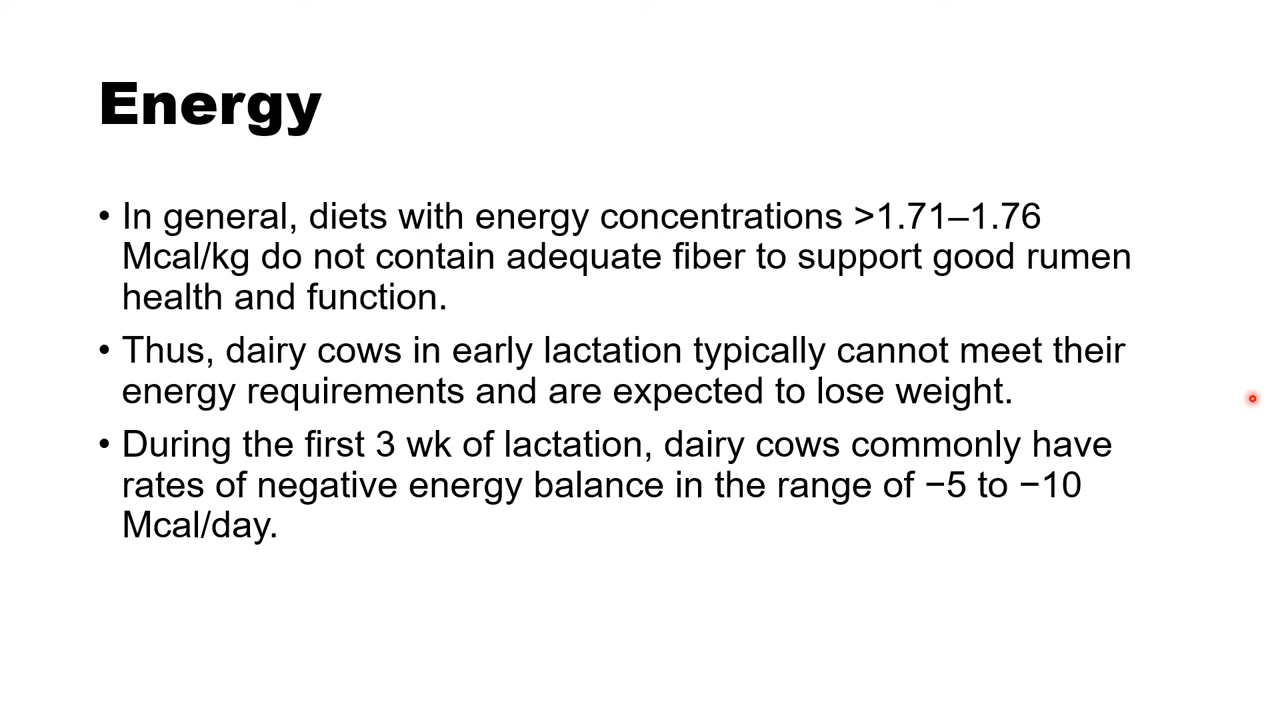 Energy
• In general, diets with energy concentrations >1.71–1.76
Mcal/kg do not contain adequate fiber to support good rumen
health and function.
• Thus, dairy cows in early lactation typically cannot meet their
energy requirements and are expected to lose weight.
• During the first 3 wk of lactation, dairy cows commonly have
rates of negative energy balance in the range of −5 to −10
Mcal/day.